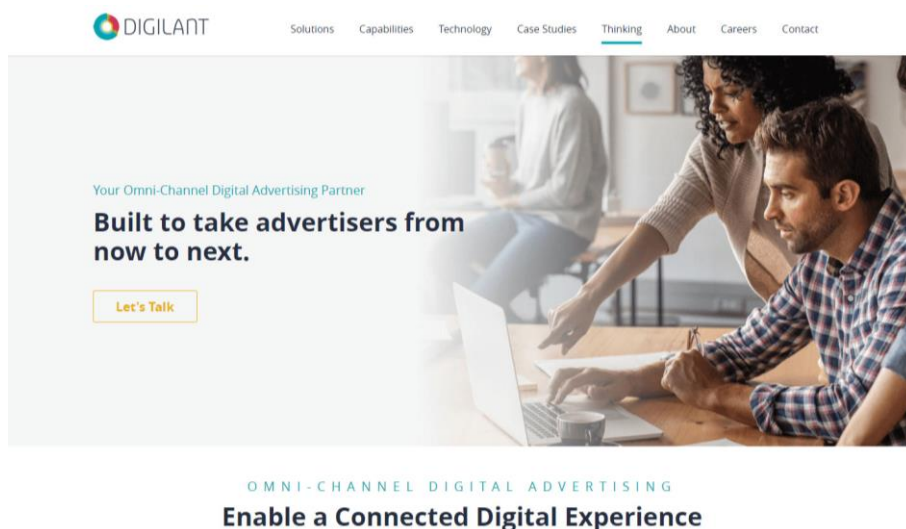 DIGILANT
Solutions Capabilities Technology Case Studies Thinking About Careers Contact
Your Omni-Channel Digital Advertising Partner
Built to take advertisers from
now to next.
Let's Talk
OMNI-CHANNEL DIGITAL ADVERTISING
Enable a Connected Digital Experience